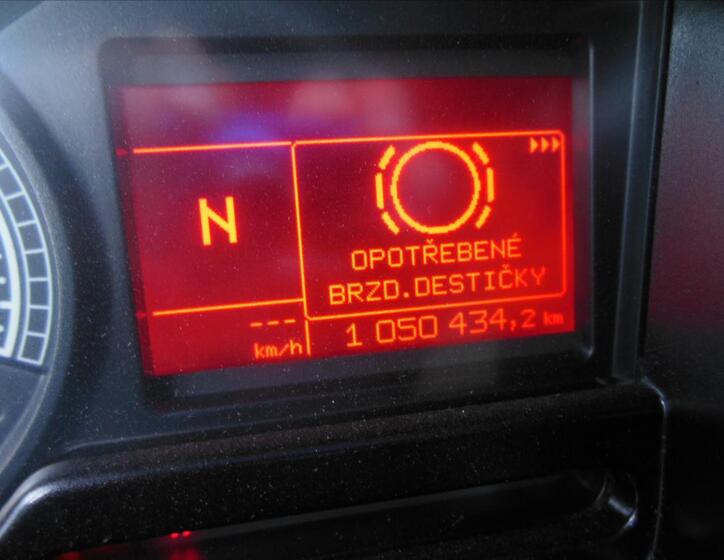 N
OPOTŘEBENÉ
BRZD.DESTIČKY
---
km/h
1 050 434,2 km